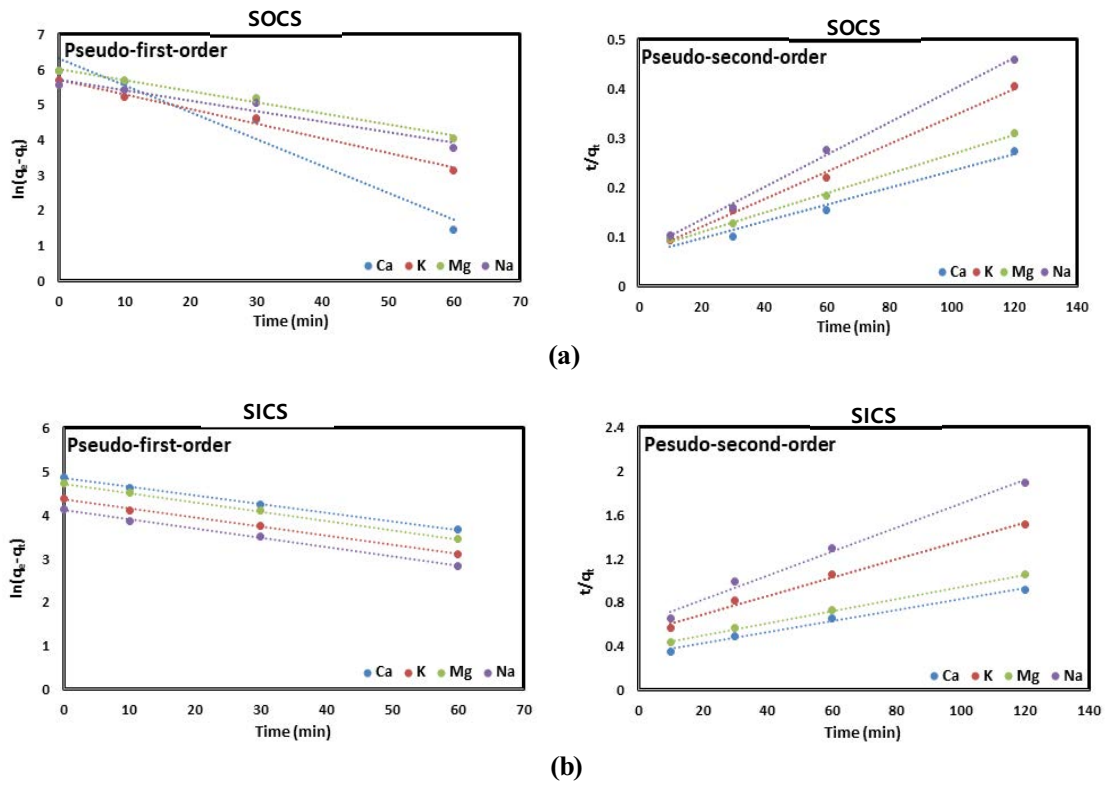 SOCS
Pseudo-first-order
ln(qe-qt)
7
6
5
4
3
2
1
0
0 10 20 30 40 50 60 70
Time (min)
Ca K Mg Na
SOCS
Pseudo-second-order
t/qt
0.5
0.4
0.3
0.2
0.1
0
0 20 40 60 80 100 120 140
Time (min)
Ca K Mg Na
(a)
SICS
Pseudo-first-order
ln(qe-qt)
6
5
4
3
2
1
0
0 10 20 30 40 50 60 70
Time (min)
Ca K Mg Na
SICS
Pesudo-second-order
t/qt
2.4
2
1.6
1.2
0.8
0.4
0
0 20 40 60 80 100 120 140
Time (min)
Ca K Mg Na
(b)